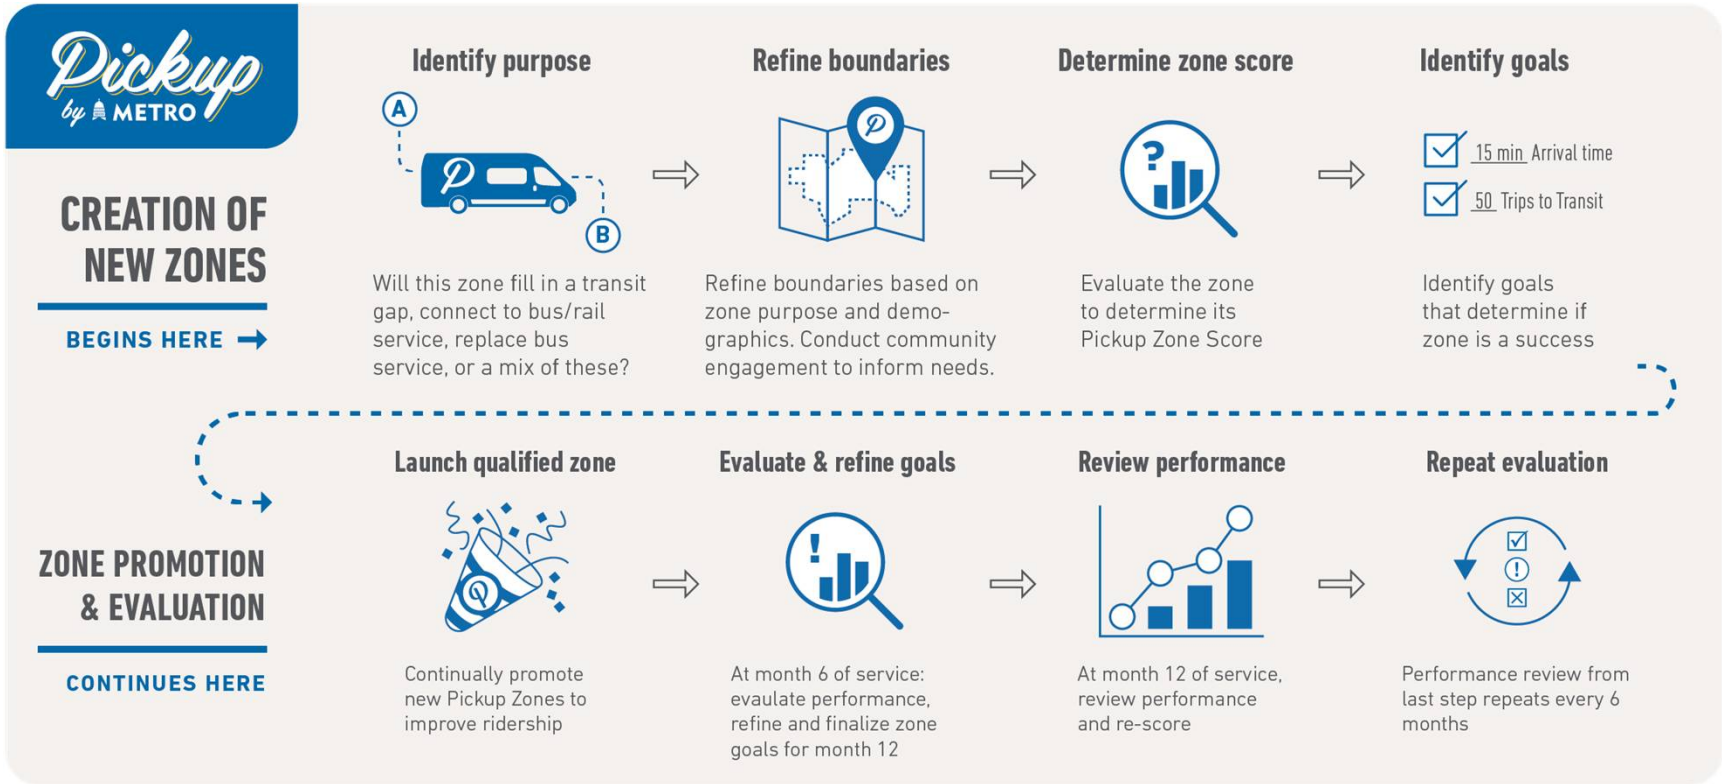 Pickup
by METRO
CREATION OF
NEW ZONES
BEGINS HERE
Identify purpose
A
P
B
Will this zone fill in a transit
gap, connect to bus/rail
service, replace bus
service, or a mix of these?
Refine boundaries
P
Refine boundaries based on
zone purpose and demo-
graphics. Conduct community
engagement to inform needs.
Determine zone score
?
Evaluate the zone
to determine its
Pickup Zone Score
Identify goals
15 min Arrival time
50 Trips to Transit
Identify goals
that determine if
zone is a success
ZONE PROMOTION
& EVALUATION
CONTINUES HERE
Launch qualified zone
P
Continually promote
new Pickup Zones to
improve ridership
Evaluate & refine goals
!
At month 6 of service:
evaulate performance,
refine and finalize zone
goals for month 12
Review performance
At month 12 of service,
review performance
and re-score
Repeat evaluation
!
Performance review from
last step repeats every 6
months